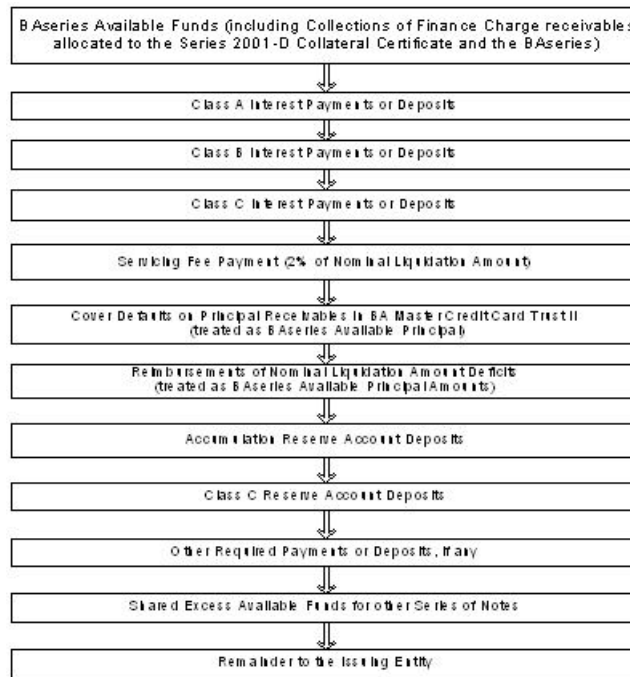 BAseries Available Funds (including Collections of Finance Charge receivables
allocated to the Series 2001-D Collateral Certificate and the BAseries)
Class A Interest Payments or Deposits
Class B Interest Payments or Deposits
Class C Interest Payments or Deposits
Servicing Fee Payment (2% of Nominal Liquidation Amount)
Cover Defaults on Principal Receivables in BA Master Credit Card Trust II
(treated as BAseries Available Principal)
Reimbursements of Nominal Liquidation Amount Deficits
(treated as BAseries Available Principal Amounts)
Accumulation Reserve Account Deposits
Class C Reserve Account Deposits
Other Required Payments or Deposits, if any
Shared Excess Available Funds for other Series of Notes
Remainder to the Issuing Entity